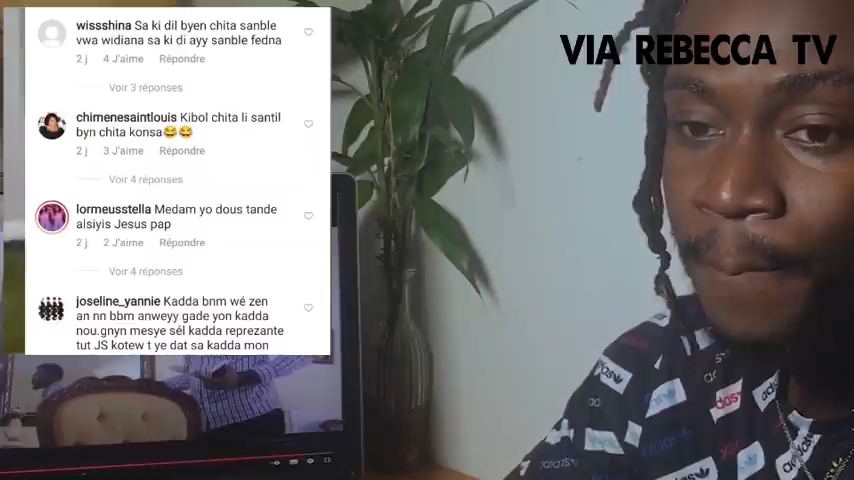 VIA REBECCA TV
wissshina Sa ki dil byen chita sanble
vwa widiana sa ki di ayy sanble fedna
2 j 4 J'aime Répondre
Voir 3 réponses
chimenesaintlouis Kibol chita li santil
byn chita konsa😂😂
2 j 3 J'aime Répondre
Voir 4 réponses
lormeusstella Medam yo dous tande
alsiyis Jesus pap
2 j 2 J'aime Répondre
Voir 4 réponses
joseline_yannie Kadda bnm wé zen
an nn bbm anweyy gade yon kadda
nou.gnyn mesye sél kadda reprezante
tut JS kotew t ye dat sa kadda mon
adidas
adidas